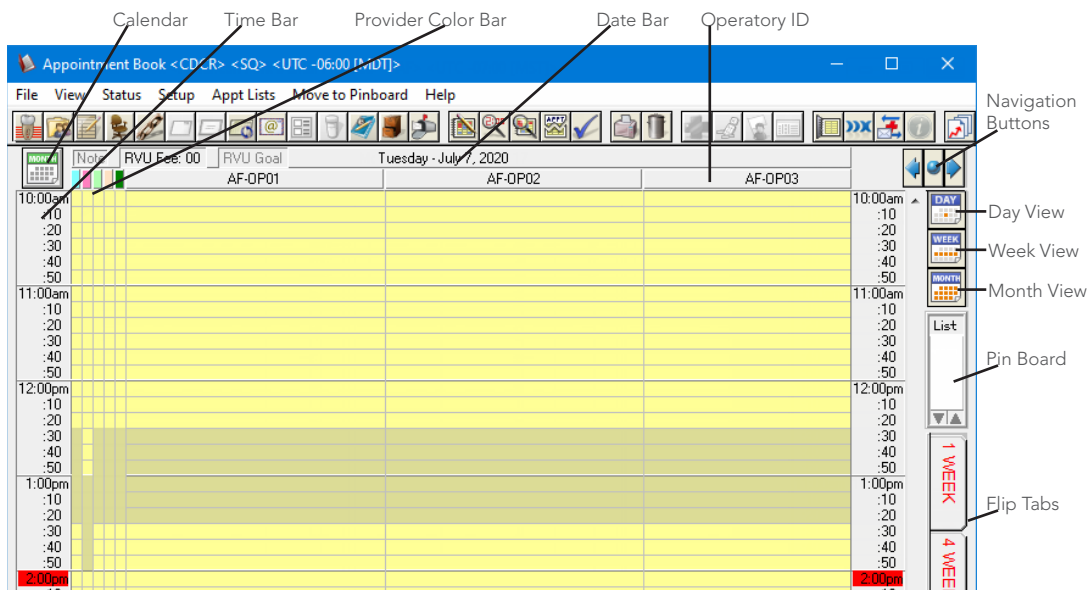 Calendar Time Bar Provider Color Bar Date Bar Operatory ID
Appointment Book <CDCR> <SQ> <UTC -06:00 [MDT]>
File View Status Setup Appt Lists Move to Pinboard Help
Navigation
Buttons
MONTH Note RVU Fee: 00 RVU Goal Tuesday - July 7, 2020
AF-OP01 AF-OP02 AF-OP03
10:00am 10:00am DAY
:10 :10 Day View
:20 :20
:30 :30 WEEK Week View
:40 :40
:50 :50 MONTH
11:00am 11:00am Month View
:10 :10
:20 :20 List
:30 :30
:40 :40 Pin Board
:50 :50
12:00pm 12:00pm
:10 :10
:20 :20
:30 :30
:40 :40 1 WEEK
:50 :50
1:00pm 1:00pm
:10 :10 Flip Tabs
:20 :20
:30 :30
:40 :40 4 WEE
:50 :50
2:00pm 2:00pm